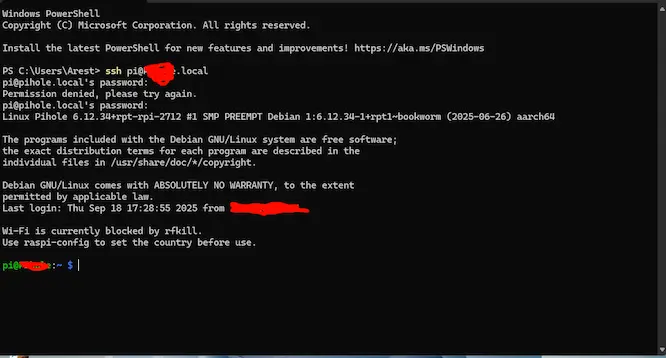 Windows PowerShell
Copyright (C) Microsoft Corporation. All rights reserved.
Install the latest PowerShell for new features and improvements! https://aka.ms/PSWindows
PS C:\Users\Arest> ssh pi@ .local
pi@pihole.local's password:
Permission denied, please try again.
pi@pihole.local's password:
Linux Pihole 6.12.34+rpt-rpi-2712 #1 SMP PREEMPT Debian 1:6.12.34-1+rpt1~bookworm (2025-06-26) aarch64
The programs included with the Debian GNU/Linux system are free software;
the exact distribution terms for each program are described in the
individual files in /usr/share/doc/*/copyright.
Debian GNU/Linux comes with ABSOLUTELY NO WARRANTY, to the extent
permitted by applicable law.
Last login: Thu Sep 18 17:28:55 2025 from
Wi-Fi is currently blocked by rfkill.
Use raspi-config to set the country before use.
pi@ :~ $